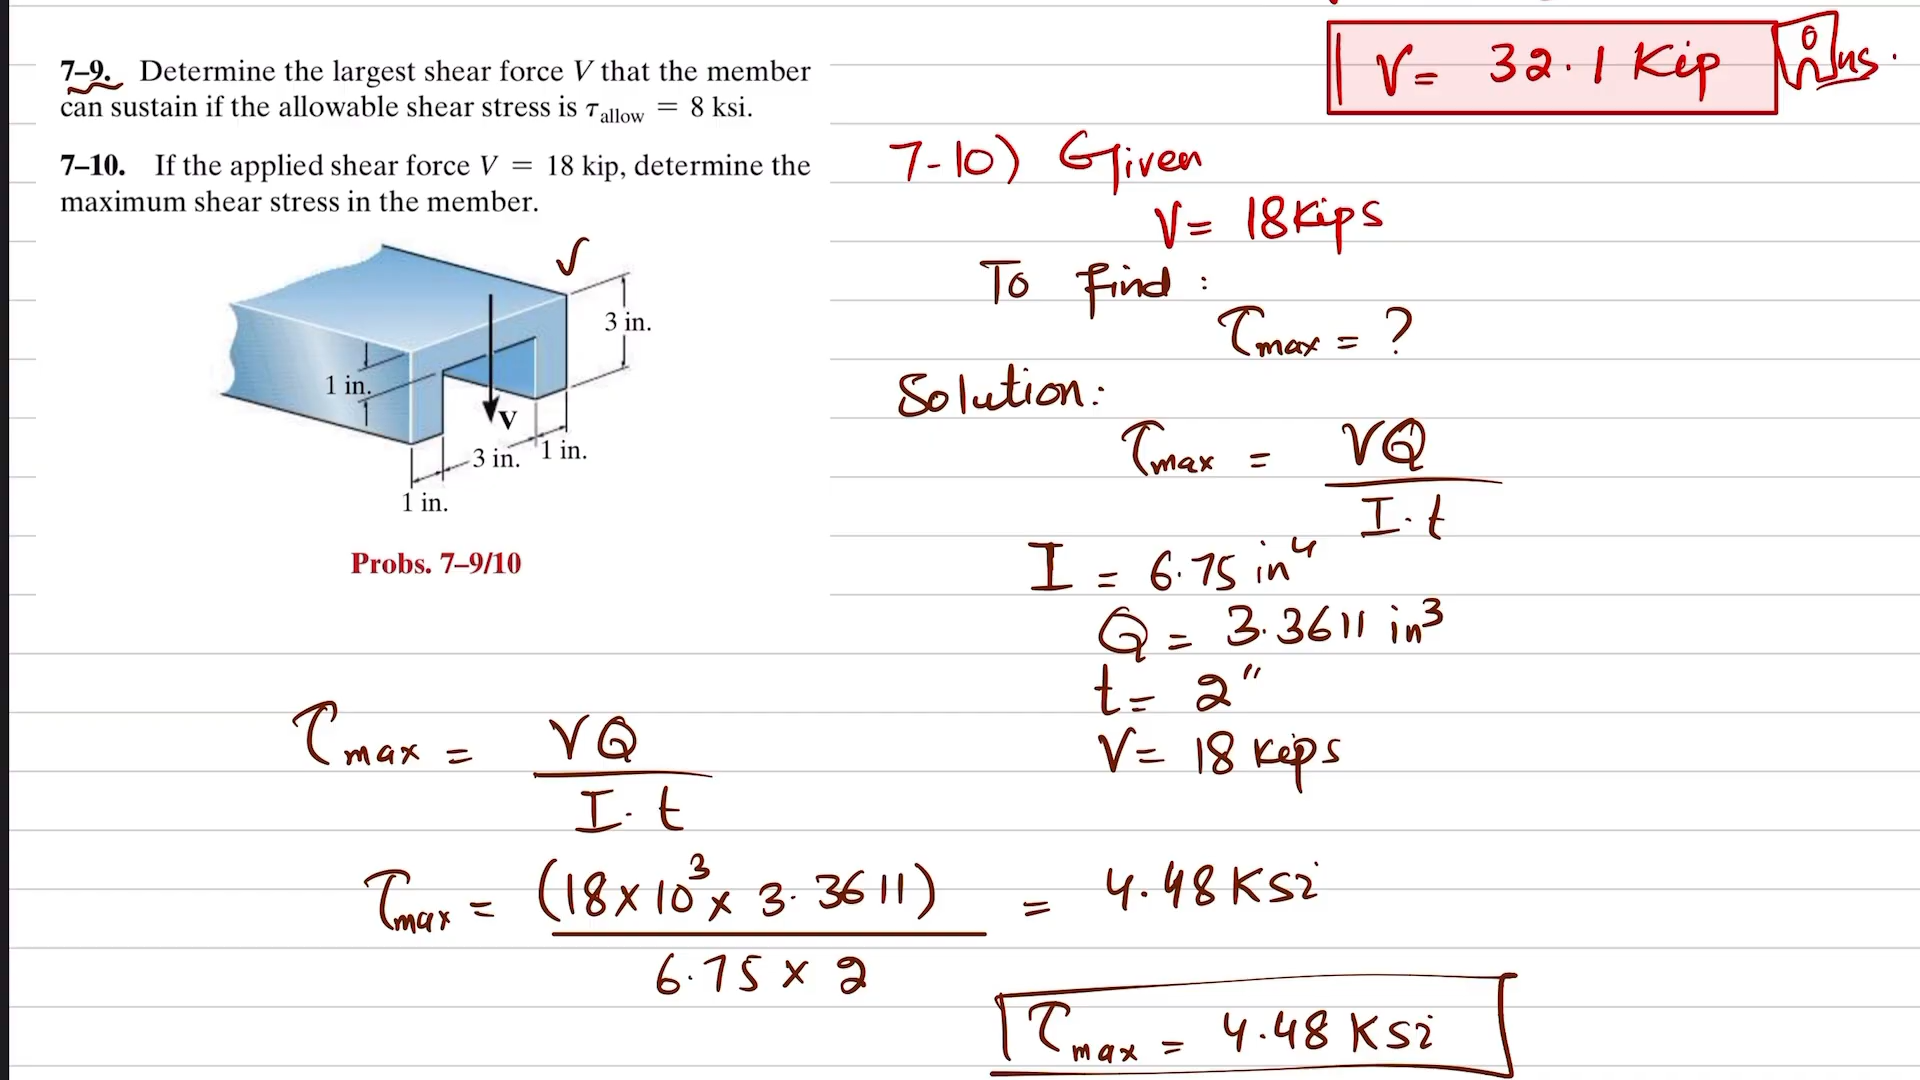 7–9. Determine the largest shear force V that the member
can sustain if the allowable shear stress is τallow = 8 ksi.
7–10. If the applied shear force V = 18 kip, determine the
maximum shear stress in the member.
3 in.
1 in.
V
3 in.
1 in.
1 in.
Probs. 7–9/10
V = 32.1 Kip
Ans.
7-10) Given
V = 18 Kips
To find :
τmax = ?
Solution:
τmax = VQ
I·t
I = 6.75 in⁴
Q = 3.3611 in³
t = 2"
V = 18 Kips
τmax = VQ
I·t
τmax = (18 x 10³ x 3.3611) = 4.48 Ksi
6.75 x 2
τmax = 4.48 Ksi